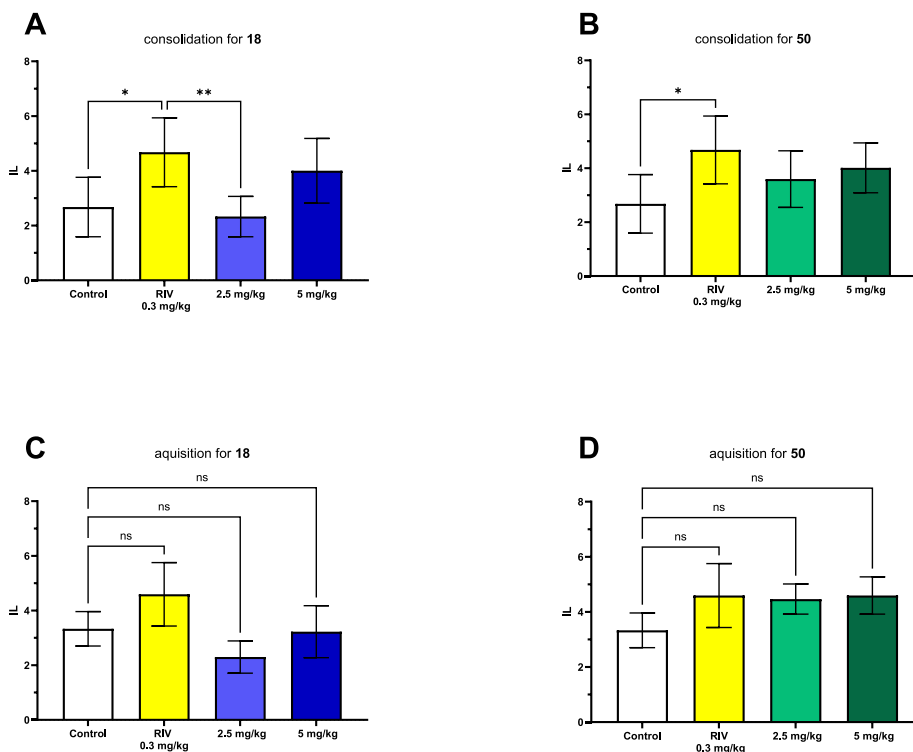 A
consolidation for 18
* **
8
6
4
2
0
IL
Control RIV 2.5 mg/kg 5 mg/kg
0.3 mg/kg
B
consolidation for 50
*
8
6
4
2
0
IL
Control RIV 2.5 mg/kg 5 mg/kg
0.3 mg/kg
C
aquisition for 18
ns
ns
ns
8
6
4
2
0
IL
Control RIV 2.5 mg/kg 5 mg/kg
0.3 mg/kg
D
aquisition for 50
ns
ns
ns
8
6
4
2
0
IL
Control RIV 2.5 mg/kg 5 mg/kg
0.3 mg/kg